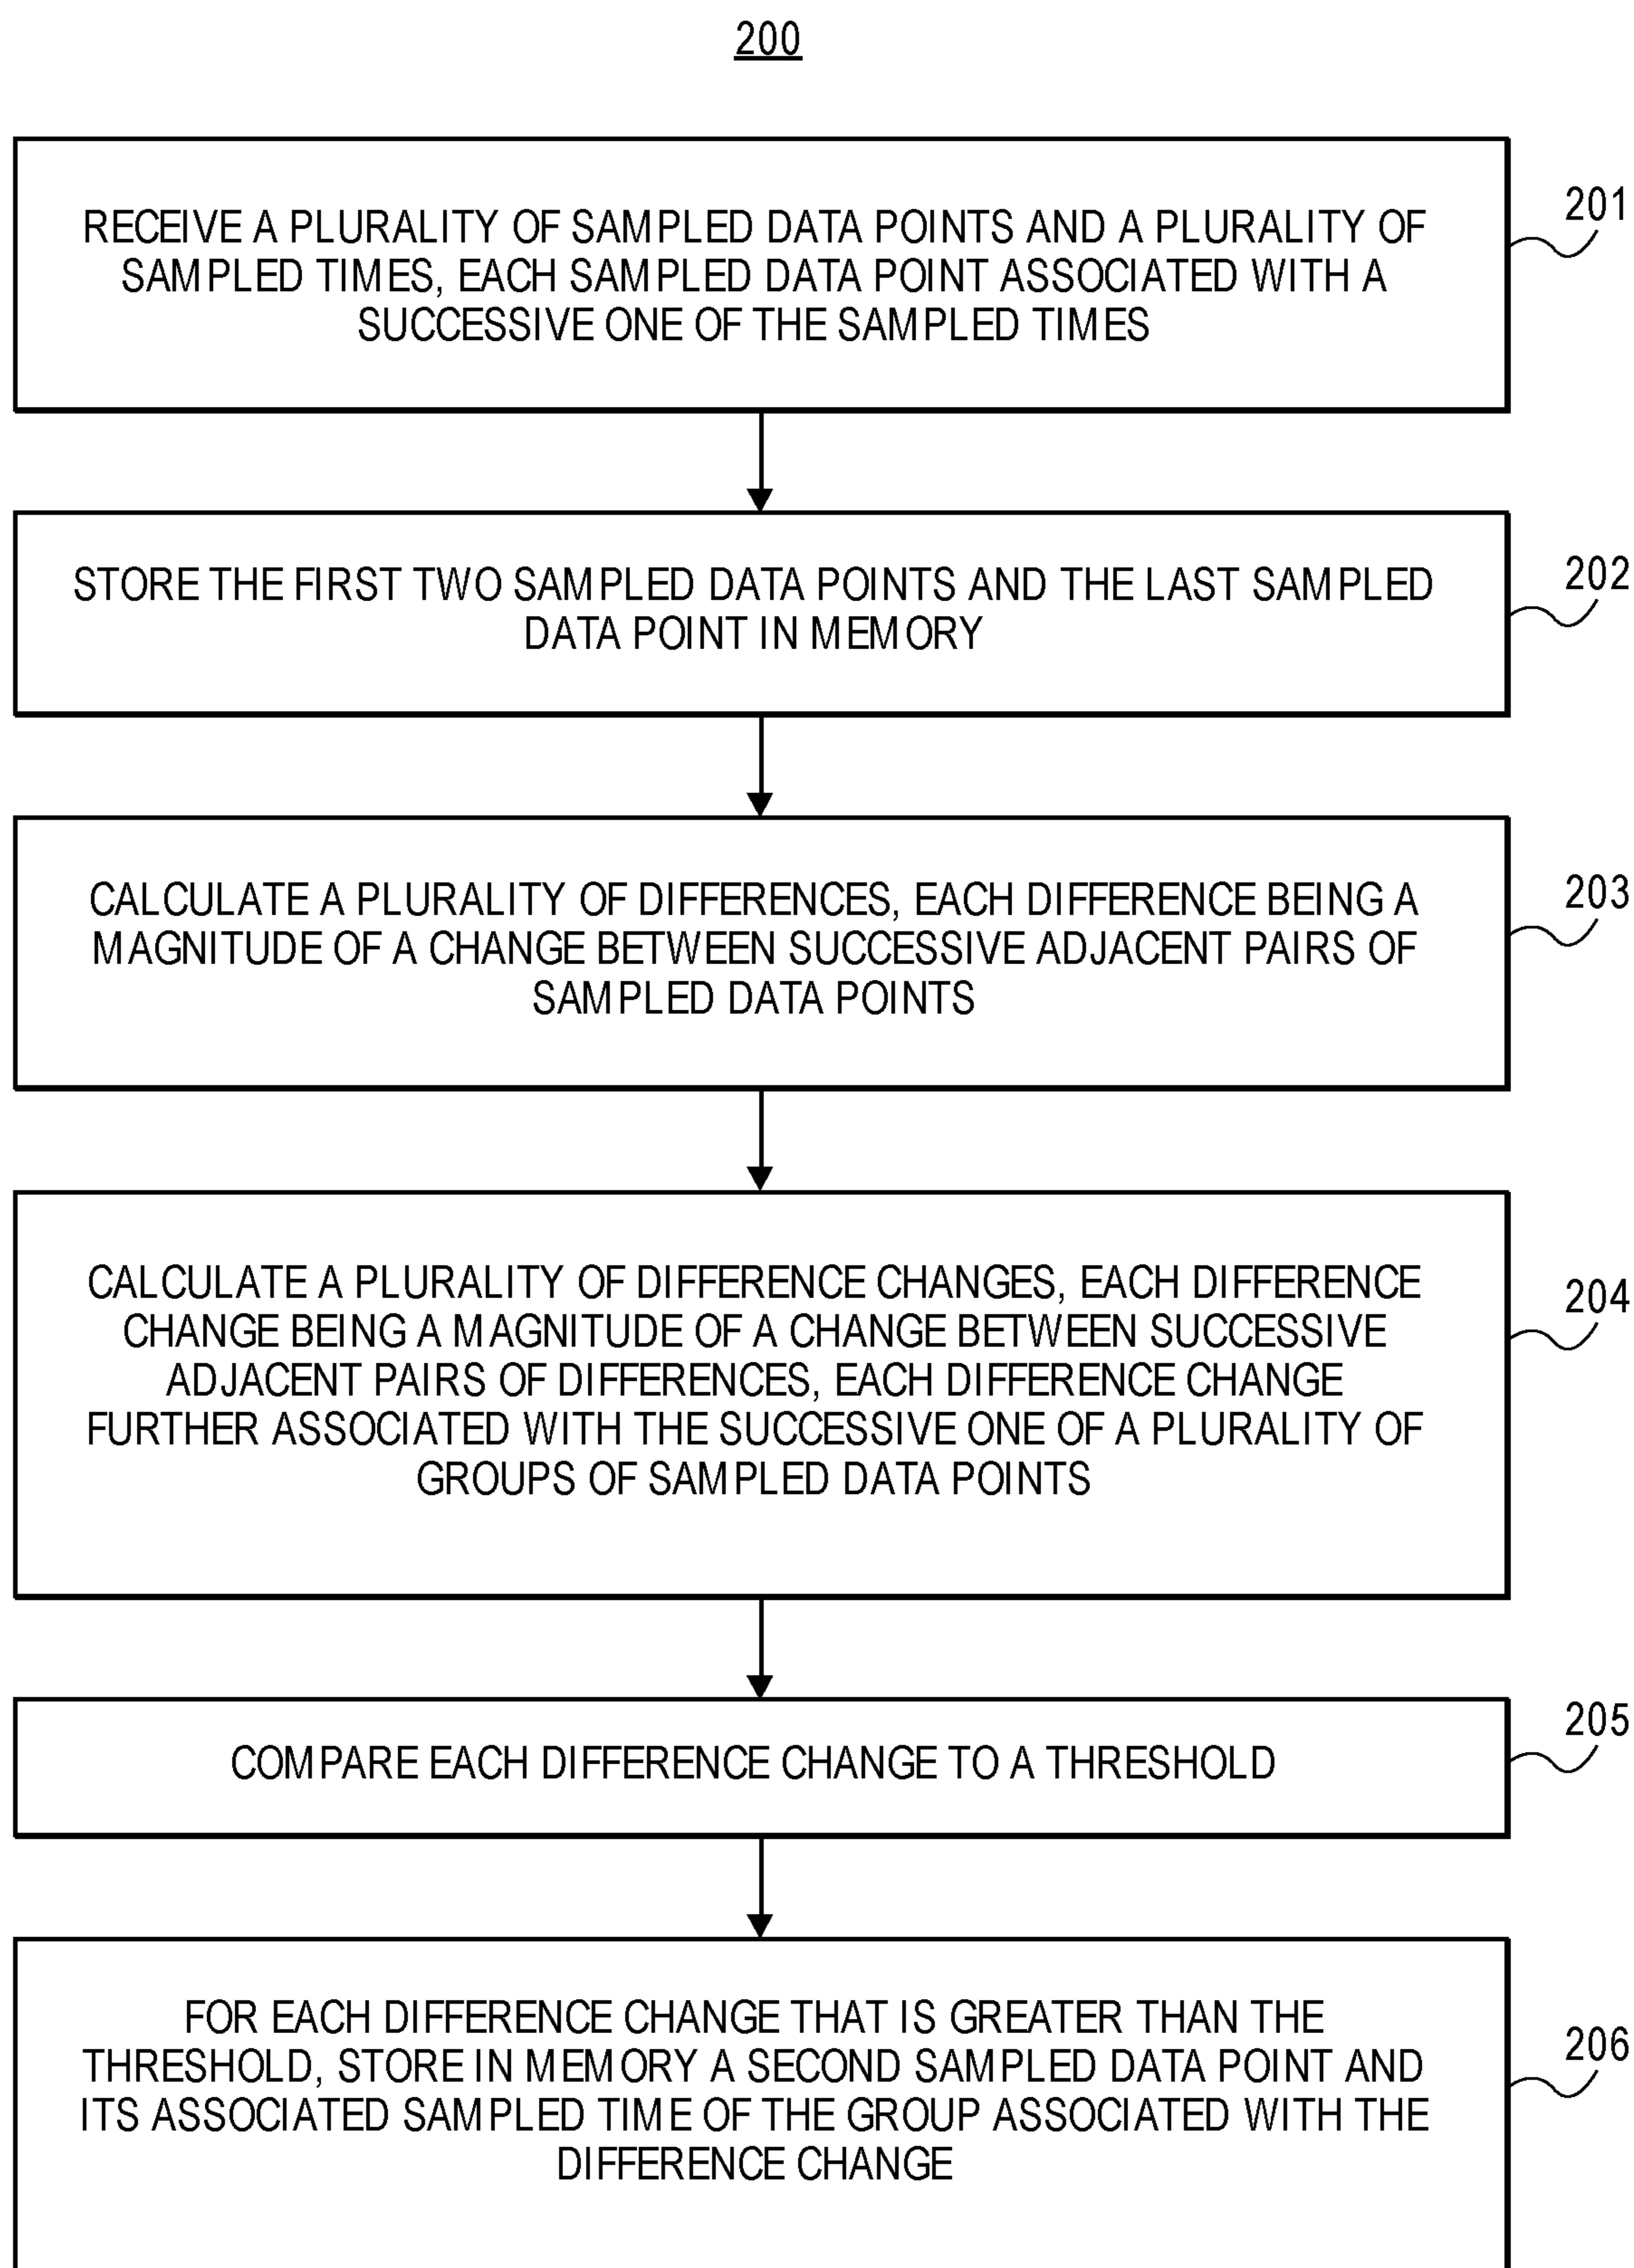 200
RECEIVE A PLURALITY OF SAMPLED DATA POINTS AND A PLURALITY OF
SAMPLED TIMES, EACH SAMPLED DATA POINT ASSOCIATED WITH A
SUCCESSIVE ONE OF THE SAMPLED TIMES
201
STORE THE FIRST TWO SAMPLED DATA POINTS AND THE LAST SAMPLED
DATA POINT IN MEMORY
202
CALCULATE A PLURALITY OF DIFFERENCES, EACH DIFFERENCE BEING A
MAGNITUDE OF A CHANGE BETWEEN SUCCESSIVE ADJACENT PAIRS OF
SAMPLED DATA POINTS
203
CALCULATE A PLURALITY OF DIFFERENCE CHANGES, EACH DIFFERENCE
CHANGE BEING A MAGNITUDE OF A CHANGE BETWEEN SUCCESSIVE
ADJACENT PAIRS OF DIFFERENCES, EACH DIFFERENCE CHANGE
FURTHER ASSOCIATED WITH THE SUCCESSIVE ONE OF A PLURALITY OF
GROUPS OF SAMPLED DATA POINTS
204
COMPARE EACH DIFFERENCE CHANGE TO A THRESHOLD
205
FOR EACH DIFFERENCE CHANGE THAT IS GREATER THAN THE
THRESHOLD, STORE IN MEMORY A SECOND SAMPLED DATA POINT AND
ITS ASSOCIATED SAMPLED TIME OF THE GROUP ASSOCIATED WITH THE
DIFFERENCE CHANGE
206